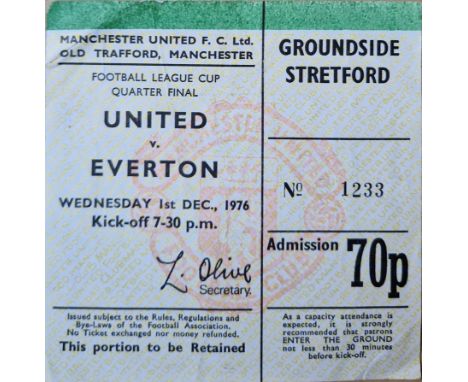 MANCHESTER UNITED F. C. Ltd.
OLD TRAFFORD, MANCHESTER
FOOTBALL LEAGUE CUP
QUARTER FINAL
UNITED
v.
EVERTON
WEDNESDAY 1st DEC., 1976
Kick-off 7-30 p.m.
L. Olive
Secretary.
Issued subject to the Rules, Regulations and
Bye-Laws of the Football Association.
No Ticket exchanged nor money refunded.
This portion to be Retained
GROUNDSIDE
STRETFORD
Nº 1233
Admission 70p
As a capacity attendance is
expected, it is strongly
recommended that patrons
ENTER THE GROUND
not less than 30 minutes
before kick-off.